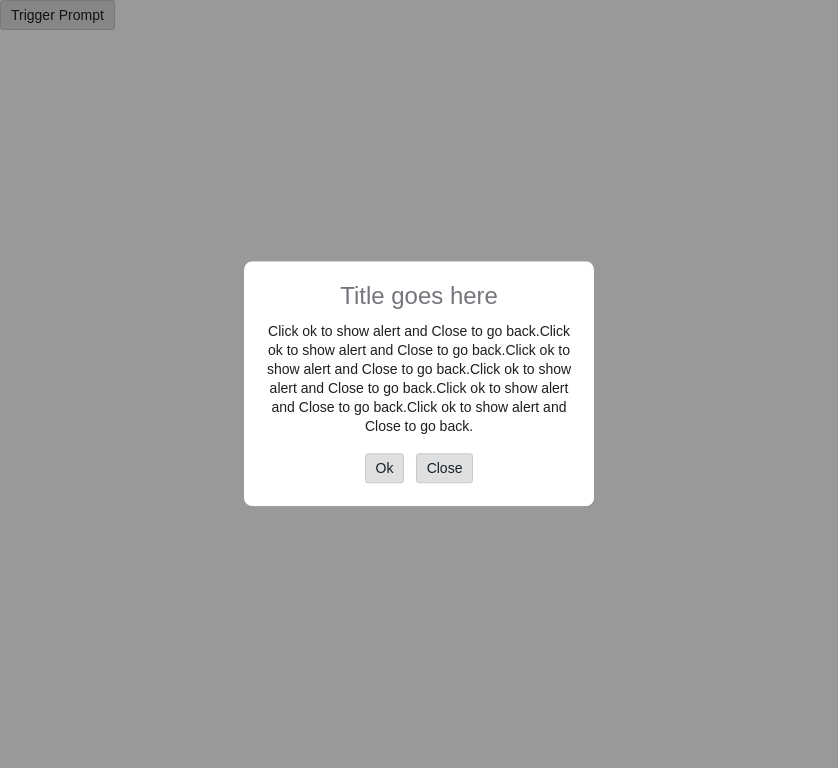 Trigger Prompt
Title goes here
Click ok to show alert and Close to go back.Click
ok to show alert and Close to go back.Click ok to
show alert and Close to go back.Click ok to show
alert and Close to go back.Click ok to show alert
and Close to go back.Click ok to show alert and
Close to go back.
Ok
Close